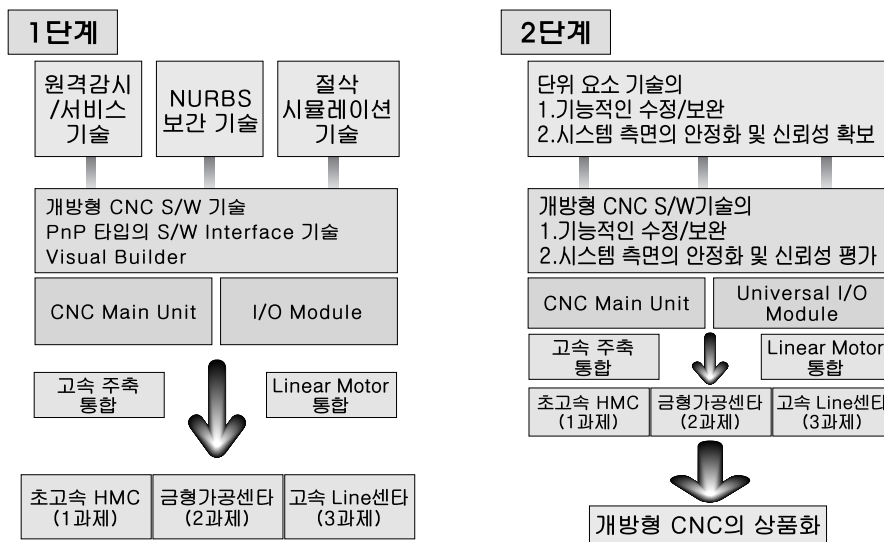 1단계
원격감시
/서비스
기술
NURBS
보간 기술
절삭
시뮬레이션
기술
개방형 CNC S/W 기술
PnP 타입의 S/W Interface 기술
Visual Builder
CNC Main Unit
I/O Module
고속 주축
통합
Linear Motor
통합
초고속 HMC
(1과제)
금형가공센타
(2과제)
고속 Line센타
(3과제)
2단계
단위 요소 기술의
1.기능적인 수정/보완
2.시스템 측면의 안정화 및 신뢰성 확보
개방형 CNC S/W기술의
1.기능적인 수정/보완
2.시스템 측면의 안정화 및 신뢰성 평가
CNC Main Unit
Universal I/O
Module
고속 주축
통합
Linear Motor
통합
초고속 HMC
(1과제)
금형가공센타
(2과제)
고속 Line센타
(3과제)
개방형 CNC의 상품화